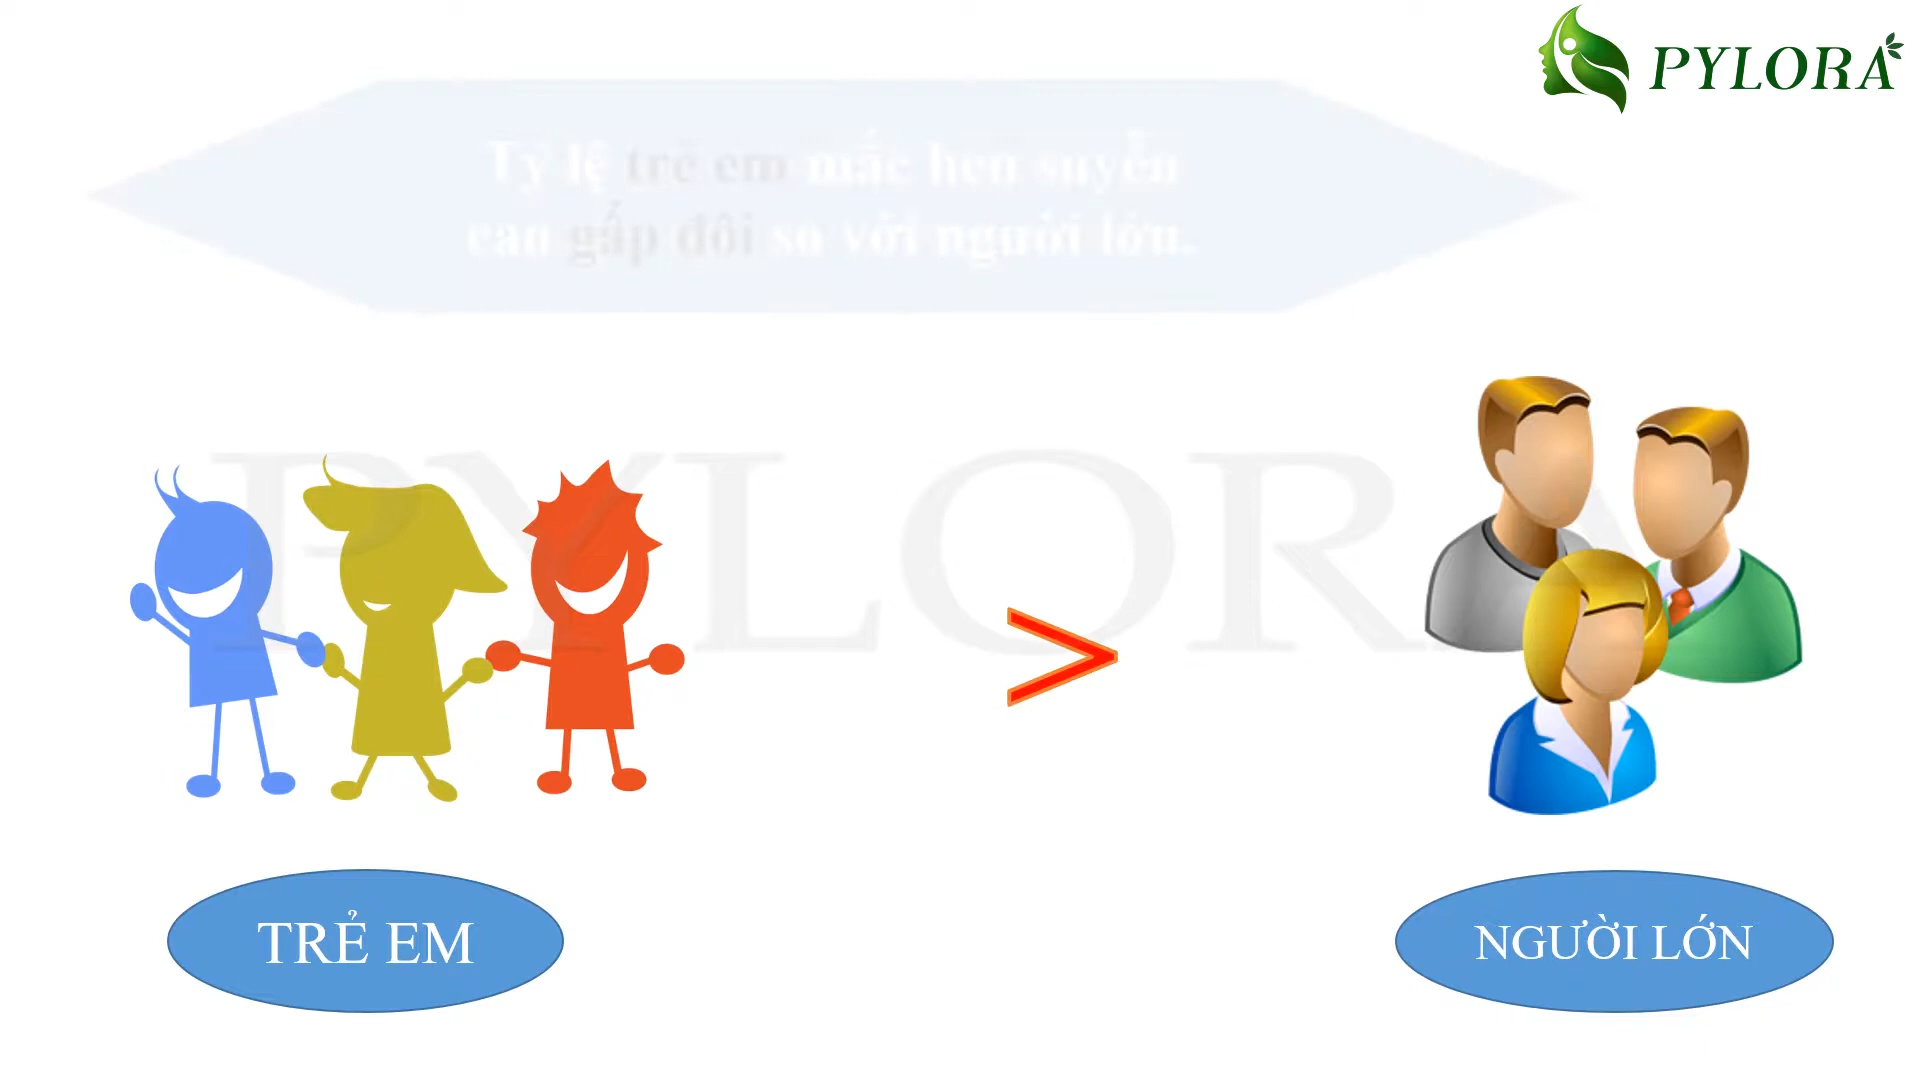 PYLORA
Tỷ lệ trẻ em mắc hen suyễn
cao gấp đôi so với người lớn.
PYLORA
>
TRẺ EM
NGƯỜI LỚN